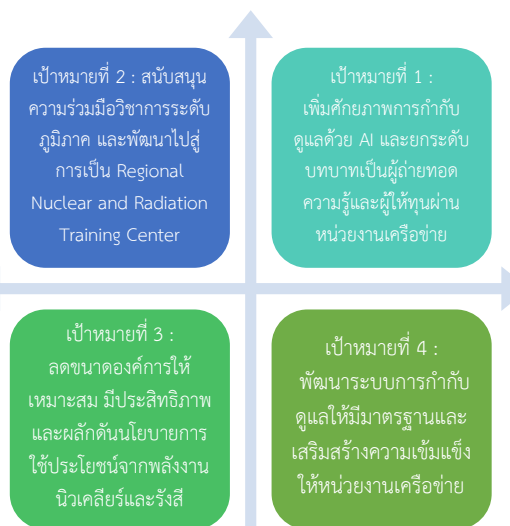 เป้าหมายที่ 2 : สนับสนุน
ความร่วมมือวิชาการระดับ
ภูมิภาค และพัฒนาไปสู่
การเป็น Regional
Nuclear and Radiation
Training Center
เป้าหมายที่ 1 :
เพิ่มศักยภาพการกำกับ
ดูแลด้วย AI และยกระดับ
บทบาทเป็นผู้ถ่ายทอด
ความรู้และผู้ให้ทุนผ่าน
หน่วยงานเครือข่าย
เป้าหมายที่ 3 :
ลดขนาดองค์การให้
เหมาะสม มีประสิทธิภาพ
และผลักดันนโยบายการ
ใช้ประโยชน์จากพลังงาน
นิวเคลียร์และรังสี
เป้าหมายที่ 4 :
พัฒนาระบบการกำกับ
ดูแลให้มีมาตรฐานและ
เสริมสร้างความเข้มแข็ง
ให้หน่วยงานเครือข่าย